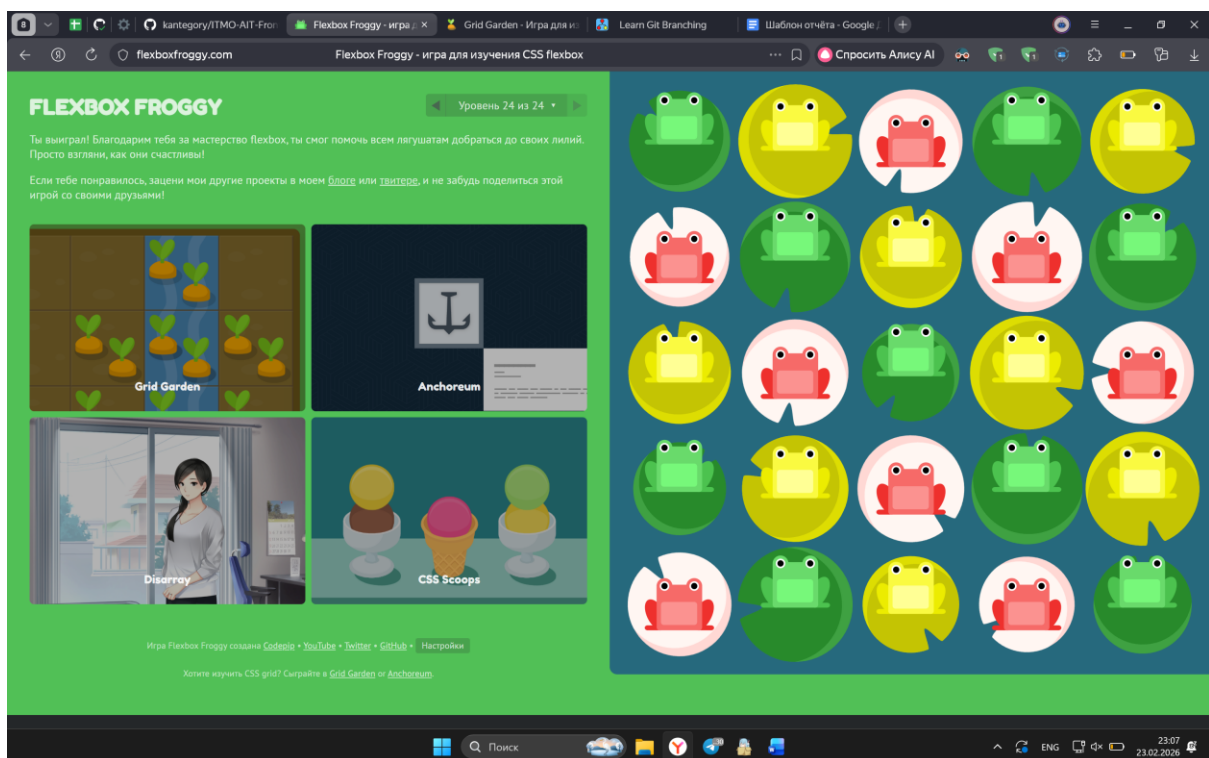 8
kantegory/ITMO-AIT-Fron
Flexbox Froggy - игра д
Grid Garden - Игра для из
Learn Git Branching
Шаблон отчёта - Google
flexboxfroggy.com
Flexbox Froggy - игра для изучения CSS flexbox
Спросить Алису AI
1
1
FLEXBOX FROGGY
Уровень 24 из 24
Ты выиграл! Благодарим тебя за мастерство flexbox, ты смог помочь всем лягушатам добраться до своих лилий.
Просто взгляни, как они счастливы!
Если тебе понравилось, зацени мои другие проекты в моем блоге или твитере, и не забудь поделиться этой
игрой со своими друзьями!
Grid Garden
Anchoreum
Disarray
CSS Scoops
Игра Flexbox Froggy создана Codepip • YouTube • Twitter • GitHub • Настройки
Хотите изучить CSS grid? Сыграйте в Grid Garden or Anchoreum.
Поиск
ENG
23:07
23.02.2026